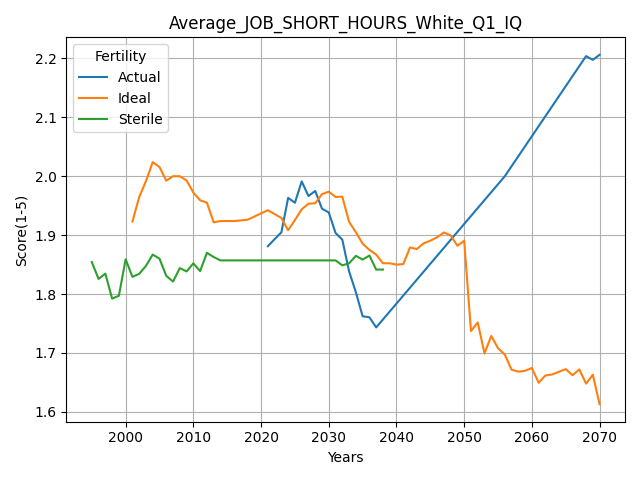 Average_JOB_SHORT_HOURS_White_Q1_IQ
Fertility
Actual
Ideal
Sterile
Score(1-5)
2.2
2.1
2.0
1.9
1.8
1.7
1.6
2000 2010 2020 2030 2040 2050 2060 2070
Years